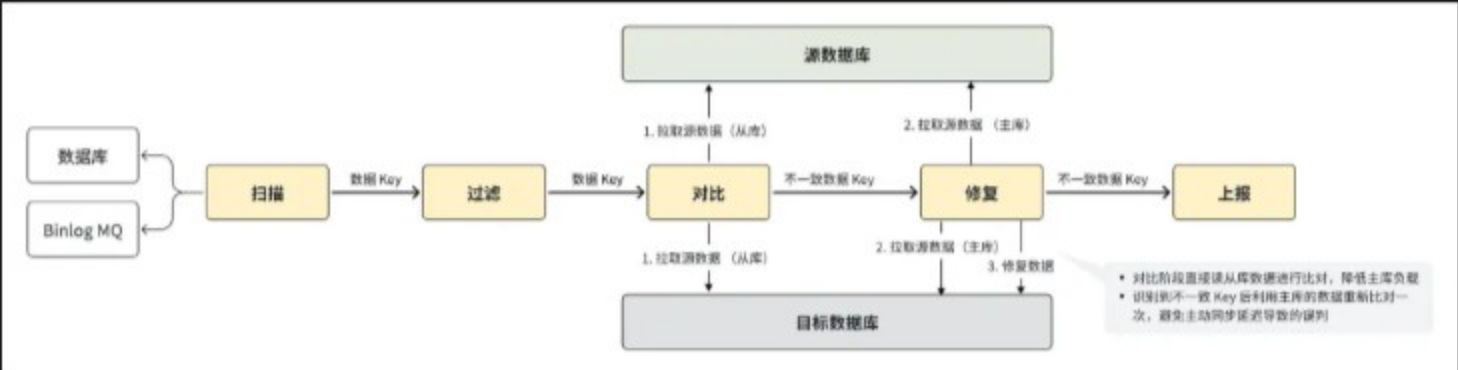 源数据库
1. 拉取源数据（从库）
2. 拉取源数据（主库）
数据库
Binlog MQ
扫描
数据 Key
过滤
数据 Key
对比
不一致数据 Key
修复
不一致数据 Key
上报
1. 拉取源数据（从库）
2. 拉取源数据（主库）
3. 修复数据
目标数据库
• 对比阶段直接读从库数据进行比对，降低主库负载
• 识别到不一致 Key 后利用主库的数据重新比对一
次，避免主动同步延迟导致的误判